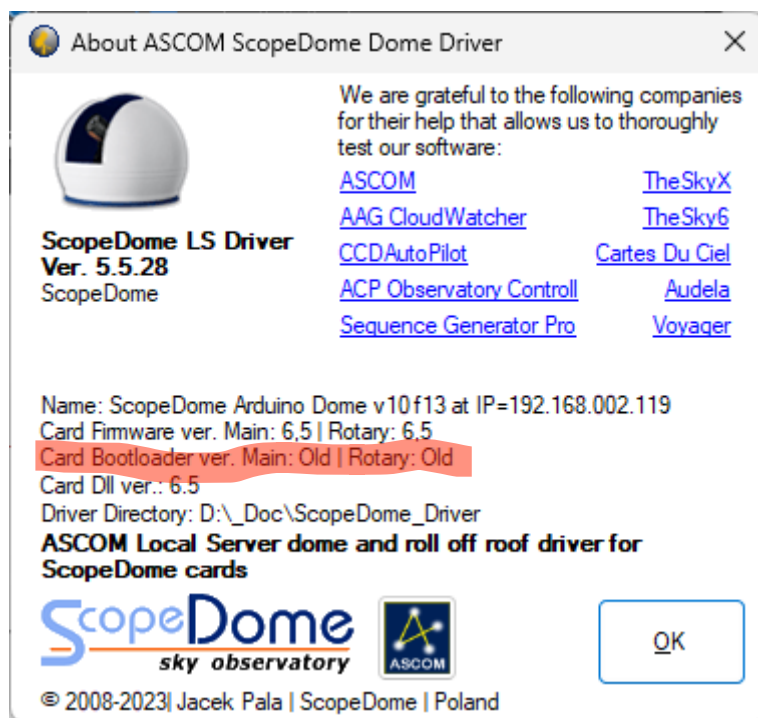 About ASCOM ScopeDome Dome Driver
We are grateful to the following companies
for their help that allows us to thoroughly
test our software:
ASCOM TheSkyX
AAG CloudWatcher TheSky6
CCDAutoPilot Cartes Du Ciel
ACP Observatory Controll Audela
Sequence Generator Pro Voyager
ScopeDome LS Driver
Ver. 5.5.28
ScopeDome
Name: ScopeDome Arduino Dome v10f13 at IP=192.168.002.119
Card Firmware ver. Main: 6,5 | Rotary: 6,5
Card Bootloader ver. Main: Old | Rotary: Old
Card Dll ver.: 6.5
Driver Directory: D:\_Doc\ScopeDome_Driver
ASCOM Local Server dome and roll off roof driver for
ScopeDome cards
ScopeDome
sky observatory
ASCOM
OK
© 2008-2023| Jacek Pala | ScopeDome | Poland